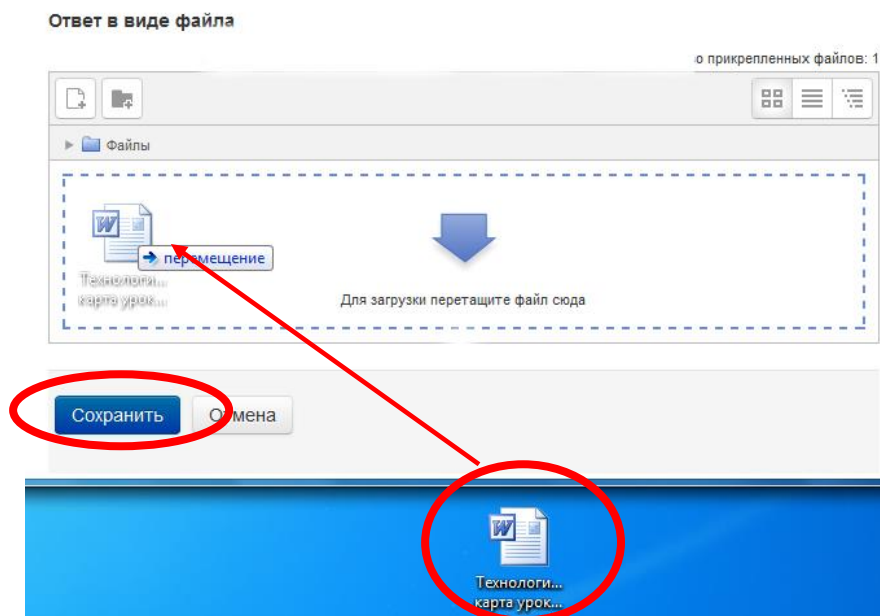 Ответ в виде файла
о прикрепленных файлов: 1
Файлы
перемещение
Технологи...
карта урок...
Для загрузки перетащите файл сюда
Сохранить
Отмена
Технологи...
карта урок...